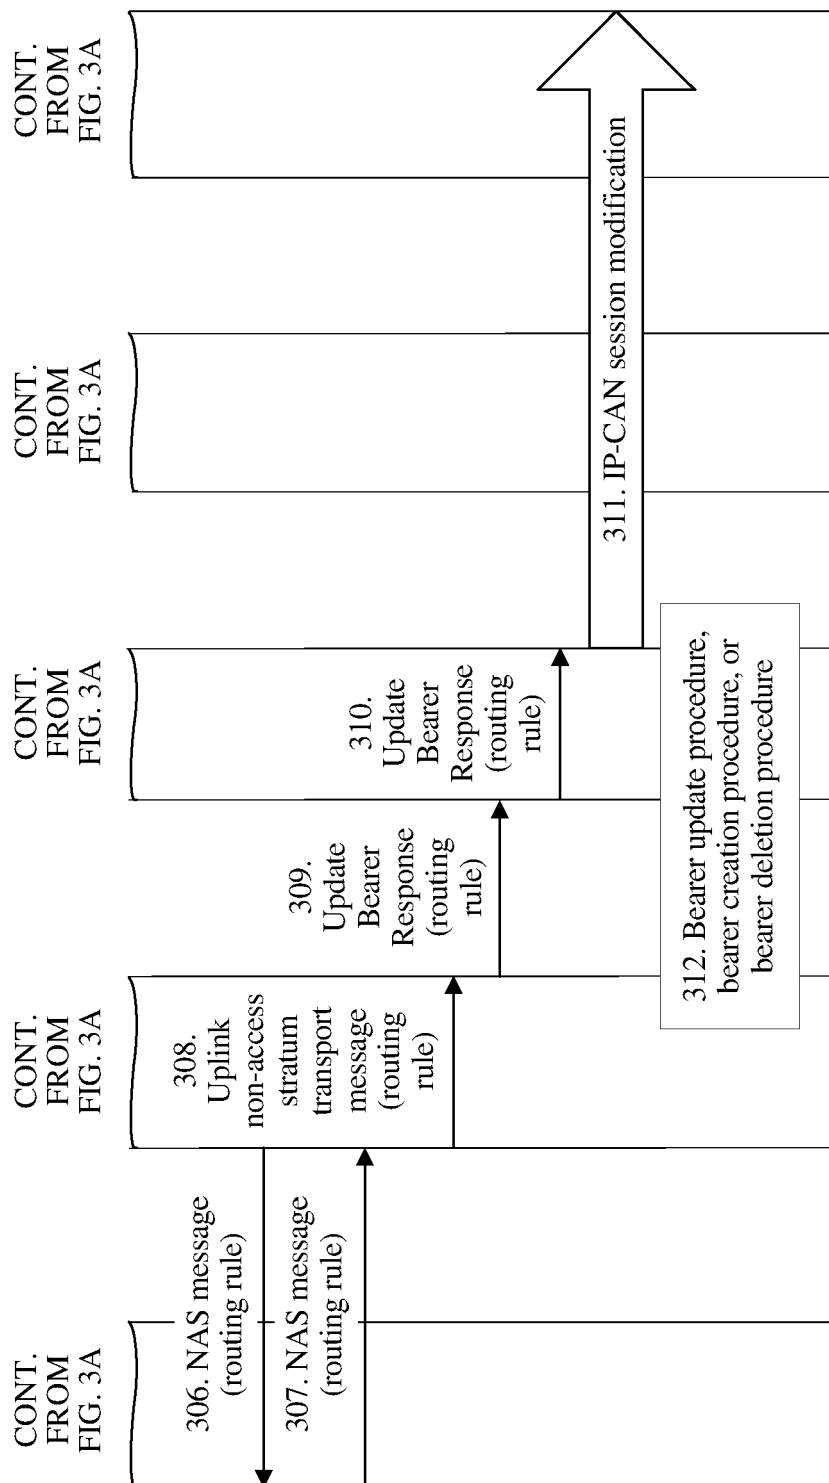 CONT.
FROM
FIG. 3A
CONT.
FROM
FIG. 3A
CONT.
FROM
FIG. 3A
CONT.
FROM
FIG. 3A
CONT.
FROM
FIG. 3A
306. NAS message
(routing rule)
307. NAS message
(routing rule)
308.
Uplink
non-access
stratum
transport
message
(routing
rule)
309.
Update
Bearer
Response
(routing
rule)
310.
Update
Bearer
Response
(routing
rule)
311. IP-CAN session modification
312. Bearer update procedure,
bearer creation procedure, or
bearer deletion procedure